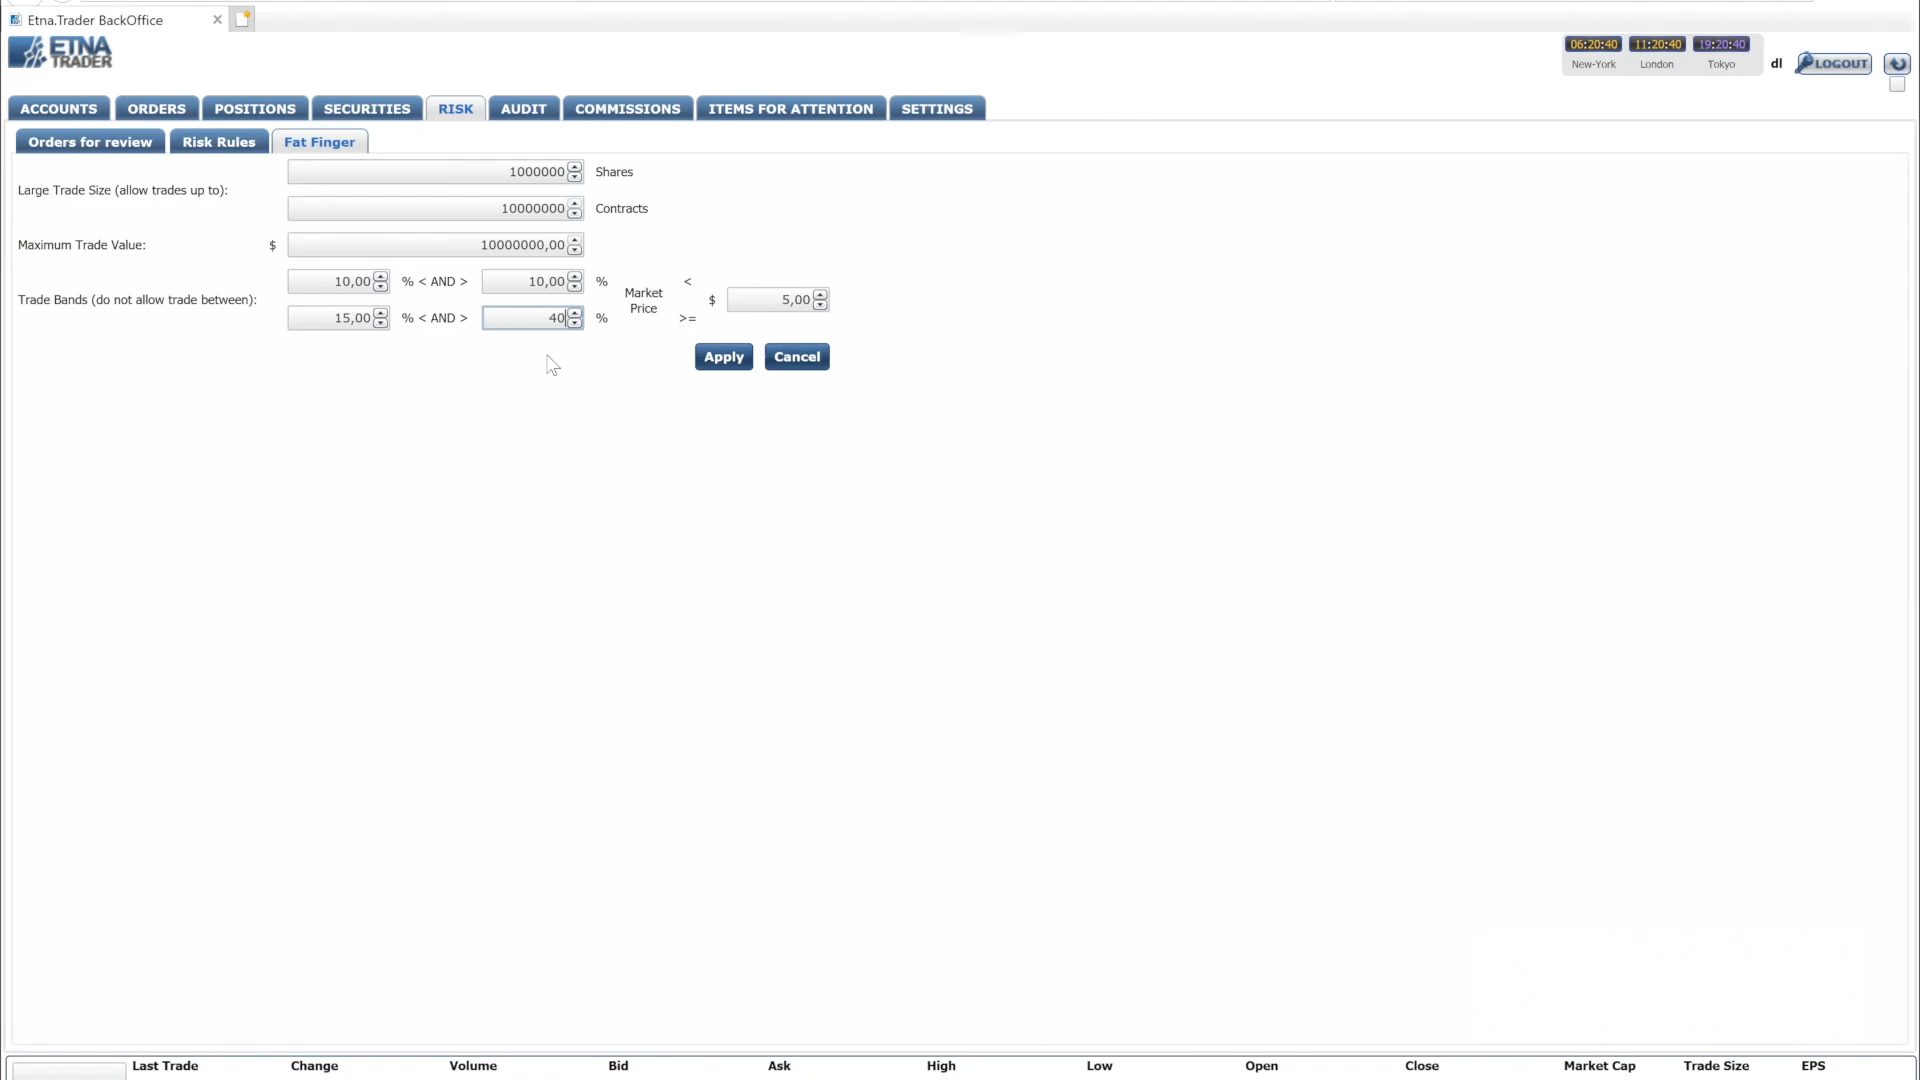 Etna.Trader BackOffice
ETNA
TRADER
06:20:40 11:20:40 19:20:40
New-York London Tokyo
dl LOGOUT
ACCOUNTS ORDERS POSITIONS SECURITIES RISK AUDIT COMMISSIONS ITEMS FOR ATTENTION SETTINGS
Orders for review Risk Rules Fat Finger
Large Trade Size (allow trades up to):
1000000 Shares
10000000 Contracts
Maximum Trade Value: $ 10000000,00
Trade Bands (do not allow trade between):
10,00 % < AND > 10,00 % <
Market Price $ 5,00
15,00 % < AND > 40 % >=
Apply Cancel
Last Trade Change Volume Bid Ask High Low Open Close Market Cap Trade Size EPS